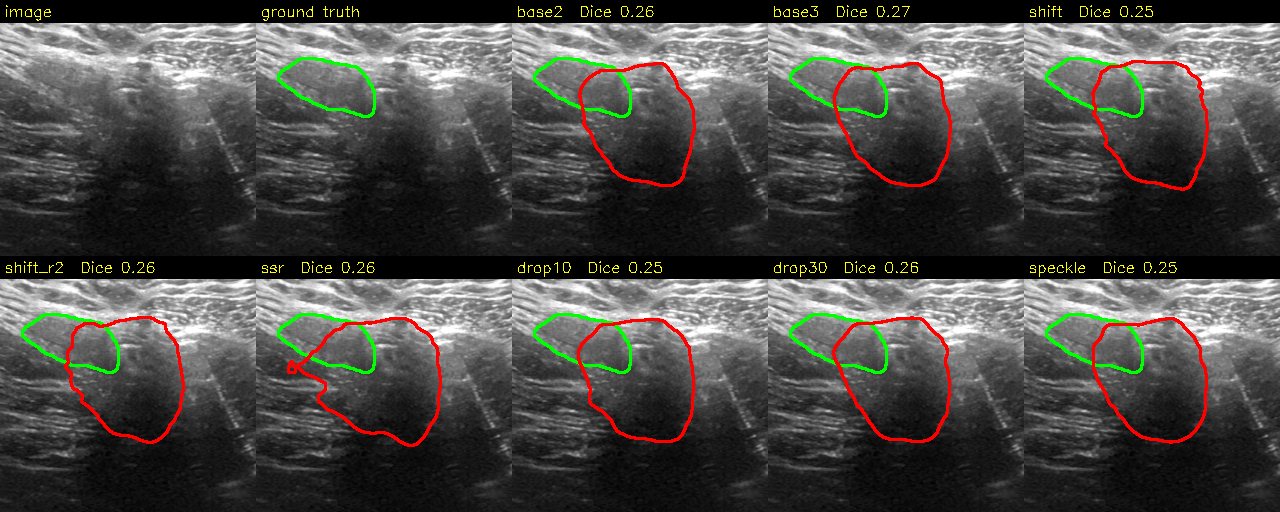 image
ground truth
base2 Dice 0.26
base3 Dice 0.27
shift Dice 0.25
shift_r2 Dice 0.26
ssr Dice 0.26
drop10 Dice 0.25
drop30 Dice 0.26
speckle Dice 0.25